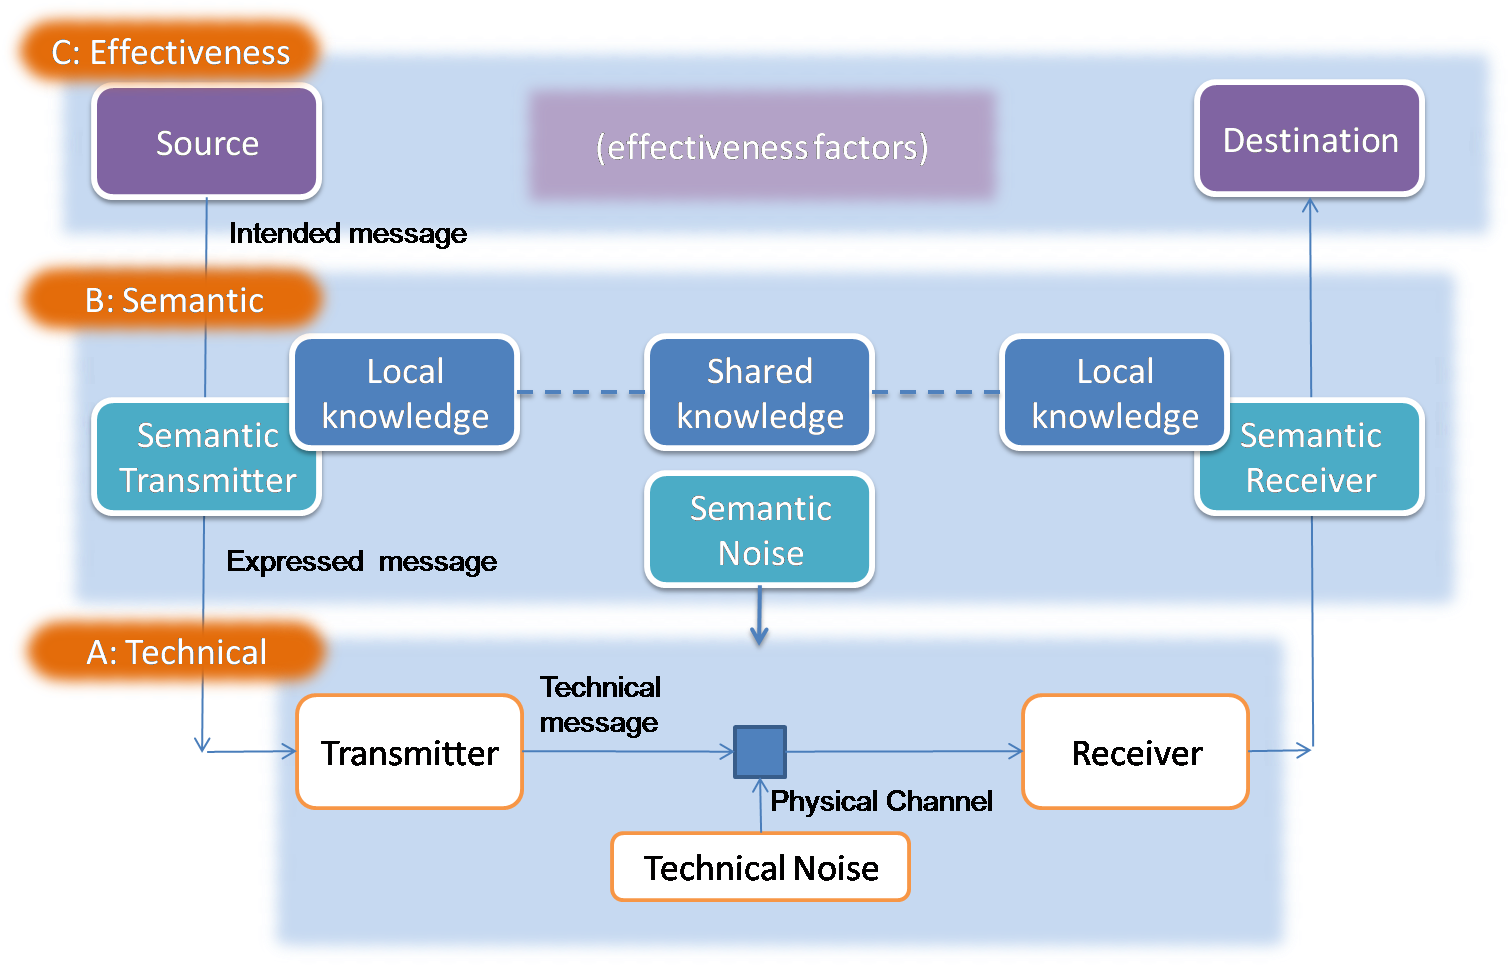 C: Effectiveness
Source
(effectiveness factors)
Destination
Intended message
B: Semantic
Local
knowledge
Shared
knowledge
Local
knowledge
Semantic
Transmitter
Semantic
Receiver
Semantic
Noise
Expressed message
A: Technical
Technical
message
Transmitter
Receiver
Physical Channel
Technical Noise